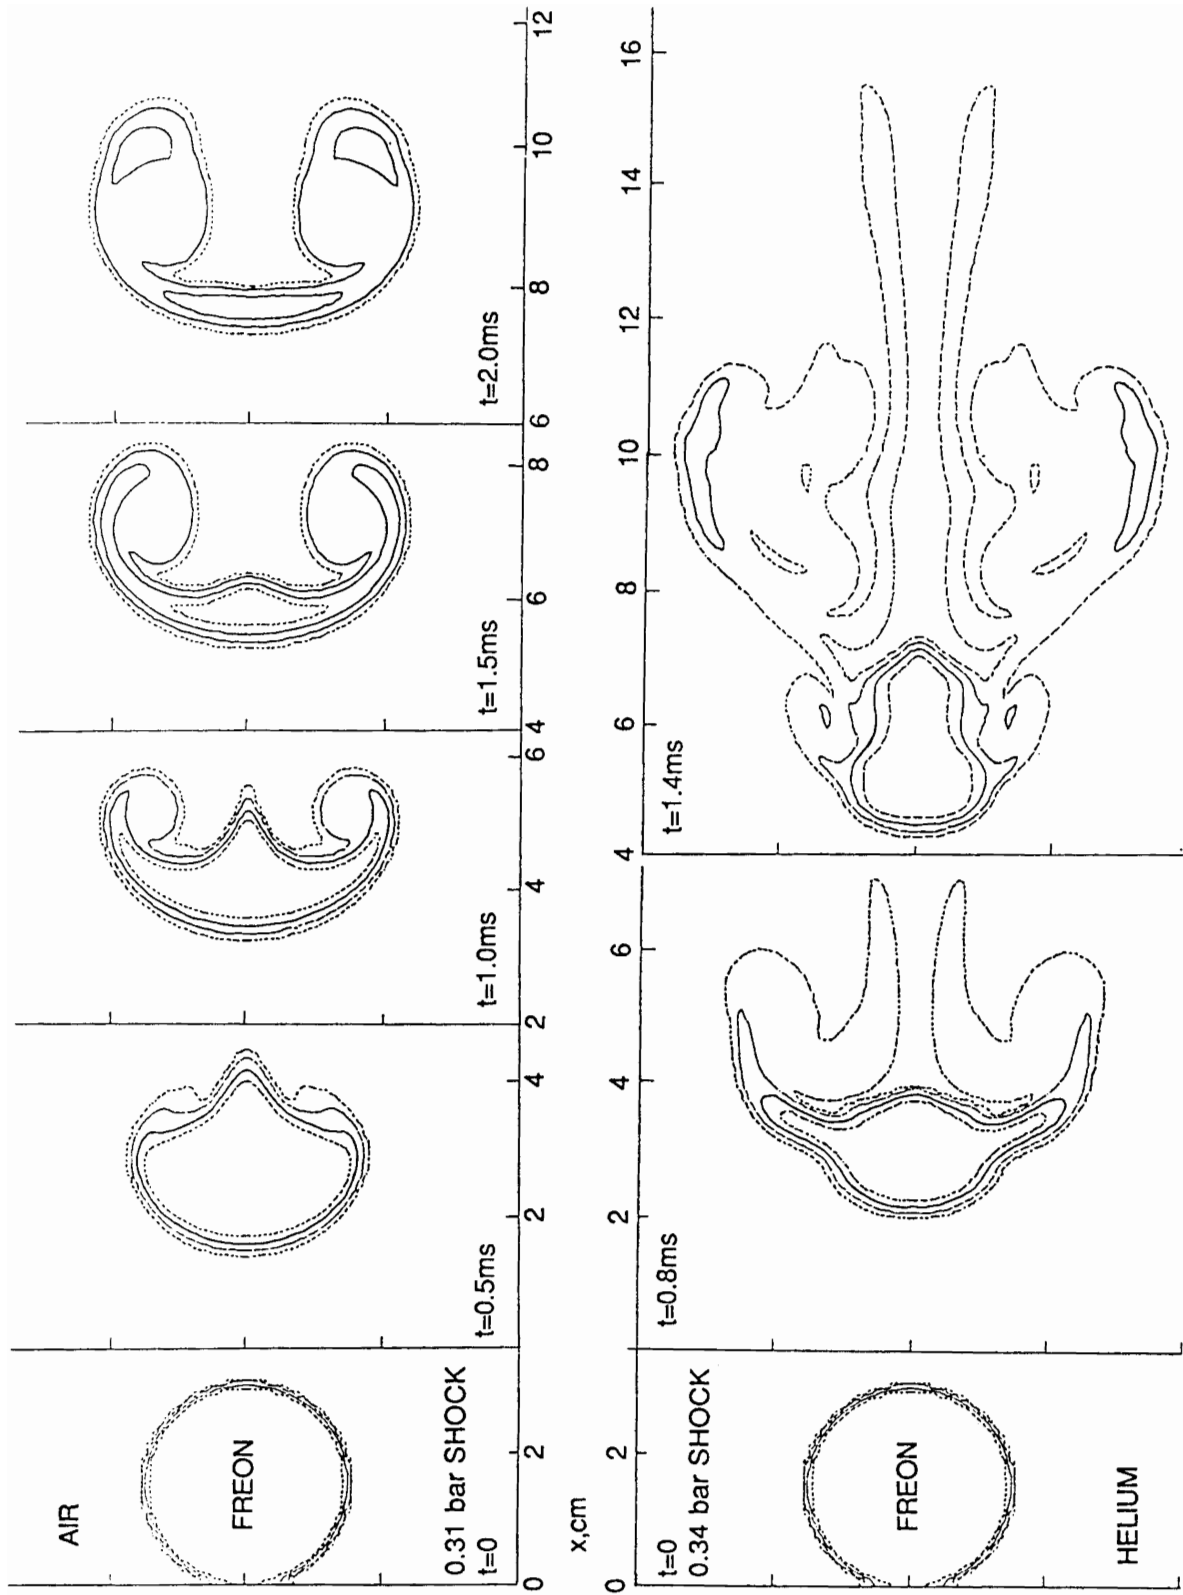 AIR
FREON
0.31 bar SHOCK
t=0 t=0.5ms t=1.0ms t=1.5ms t=2.0ms
0 2 2 4 2 4 6 4 6 8 6 8 10 12
x,cm
0 2 2 4 6 4 6 8 10 12 14 16
t=0 t=0.8ms t=1.4ms
0.34 bar SHOCK
FREON
HELIUM